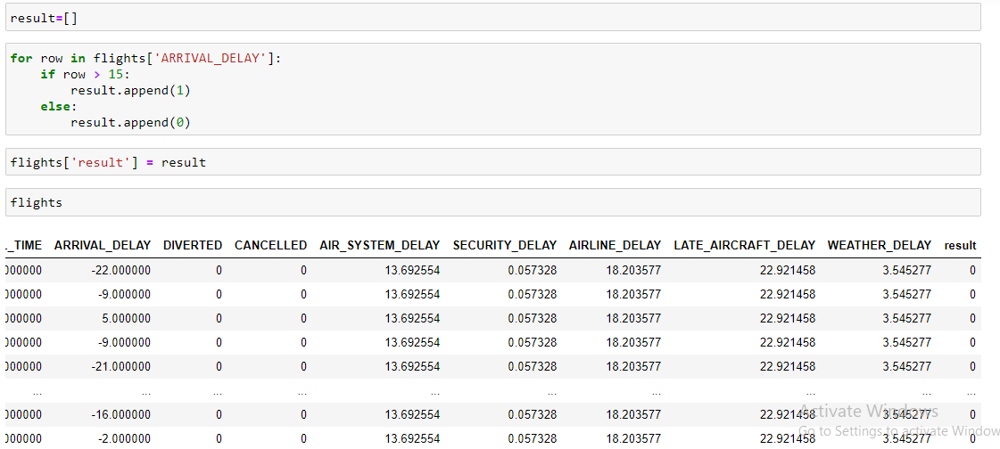 result=[]
for row in flights['ARRIVAL_DELAY']:
    if row > 15:
        result.append(1)
    else:
        result.append(0)
flights['result'] = result
flights
_TIME ARRIVAL_DELAY DIVERTED CANCELLED AIR_SYSTEM_DELAY SECURITY_DELAY AIRLINE_DELAY LATE_AIRCRAFT_DELAY WEATHER_DELAY result
000000 -22.000000 0 0 13.692554 0.057328 18.203577 22.921458 3.545277 0
000000 -9.000000 0 0 13.692554 0.057328 18.203577 22.921458 3.545277 0
000000 5.000000 0 0 13.692554 0.057328 18.203577 22.921458 3.545277 0
000000 -9.000000 0 0 13.692554 0.057328 18.203577 22.921458 3.545277 0
000000 -21.000000 0 0 13.692554 0.057328 18.203577 22.921458 3.545277 0
... ... ... ... ... ... ... ... ... ...
000000 -16.000000 0 0 13.692554 0.057328 18.203577 22.921458 3.545277 0
000000 -2.000000 0 0 13.692554 0.057328 18.203577 22.921458 3.545277 0
Activate Windows
Go to Settings to activate Window